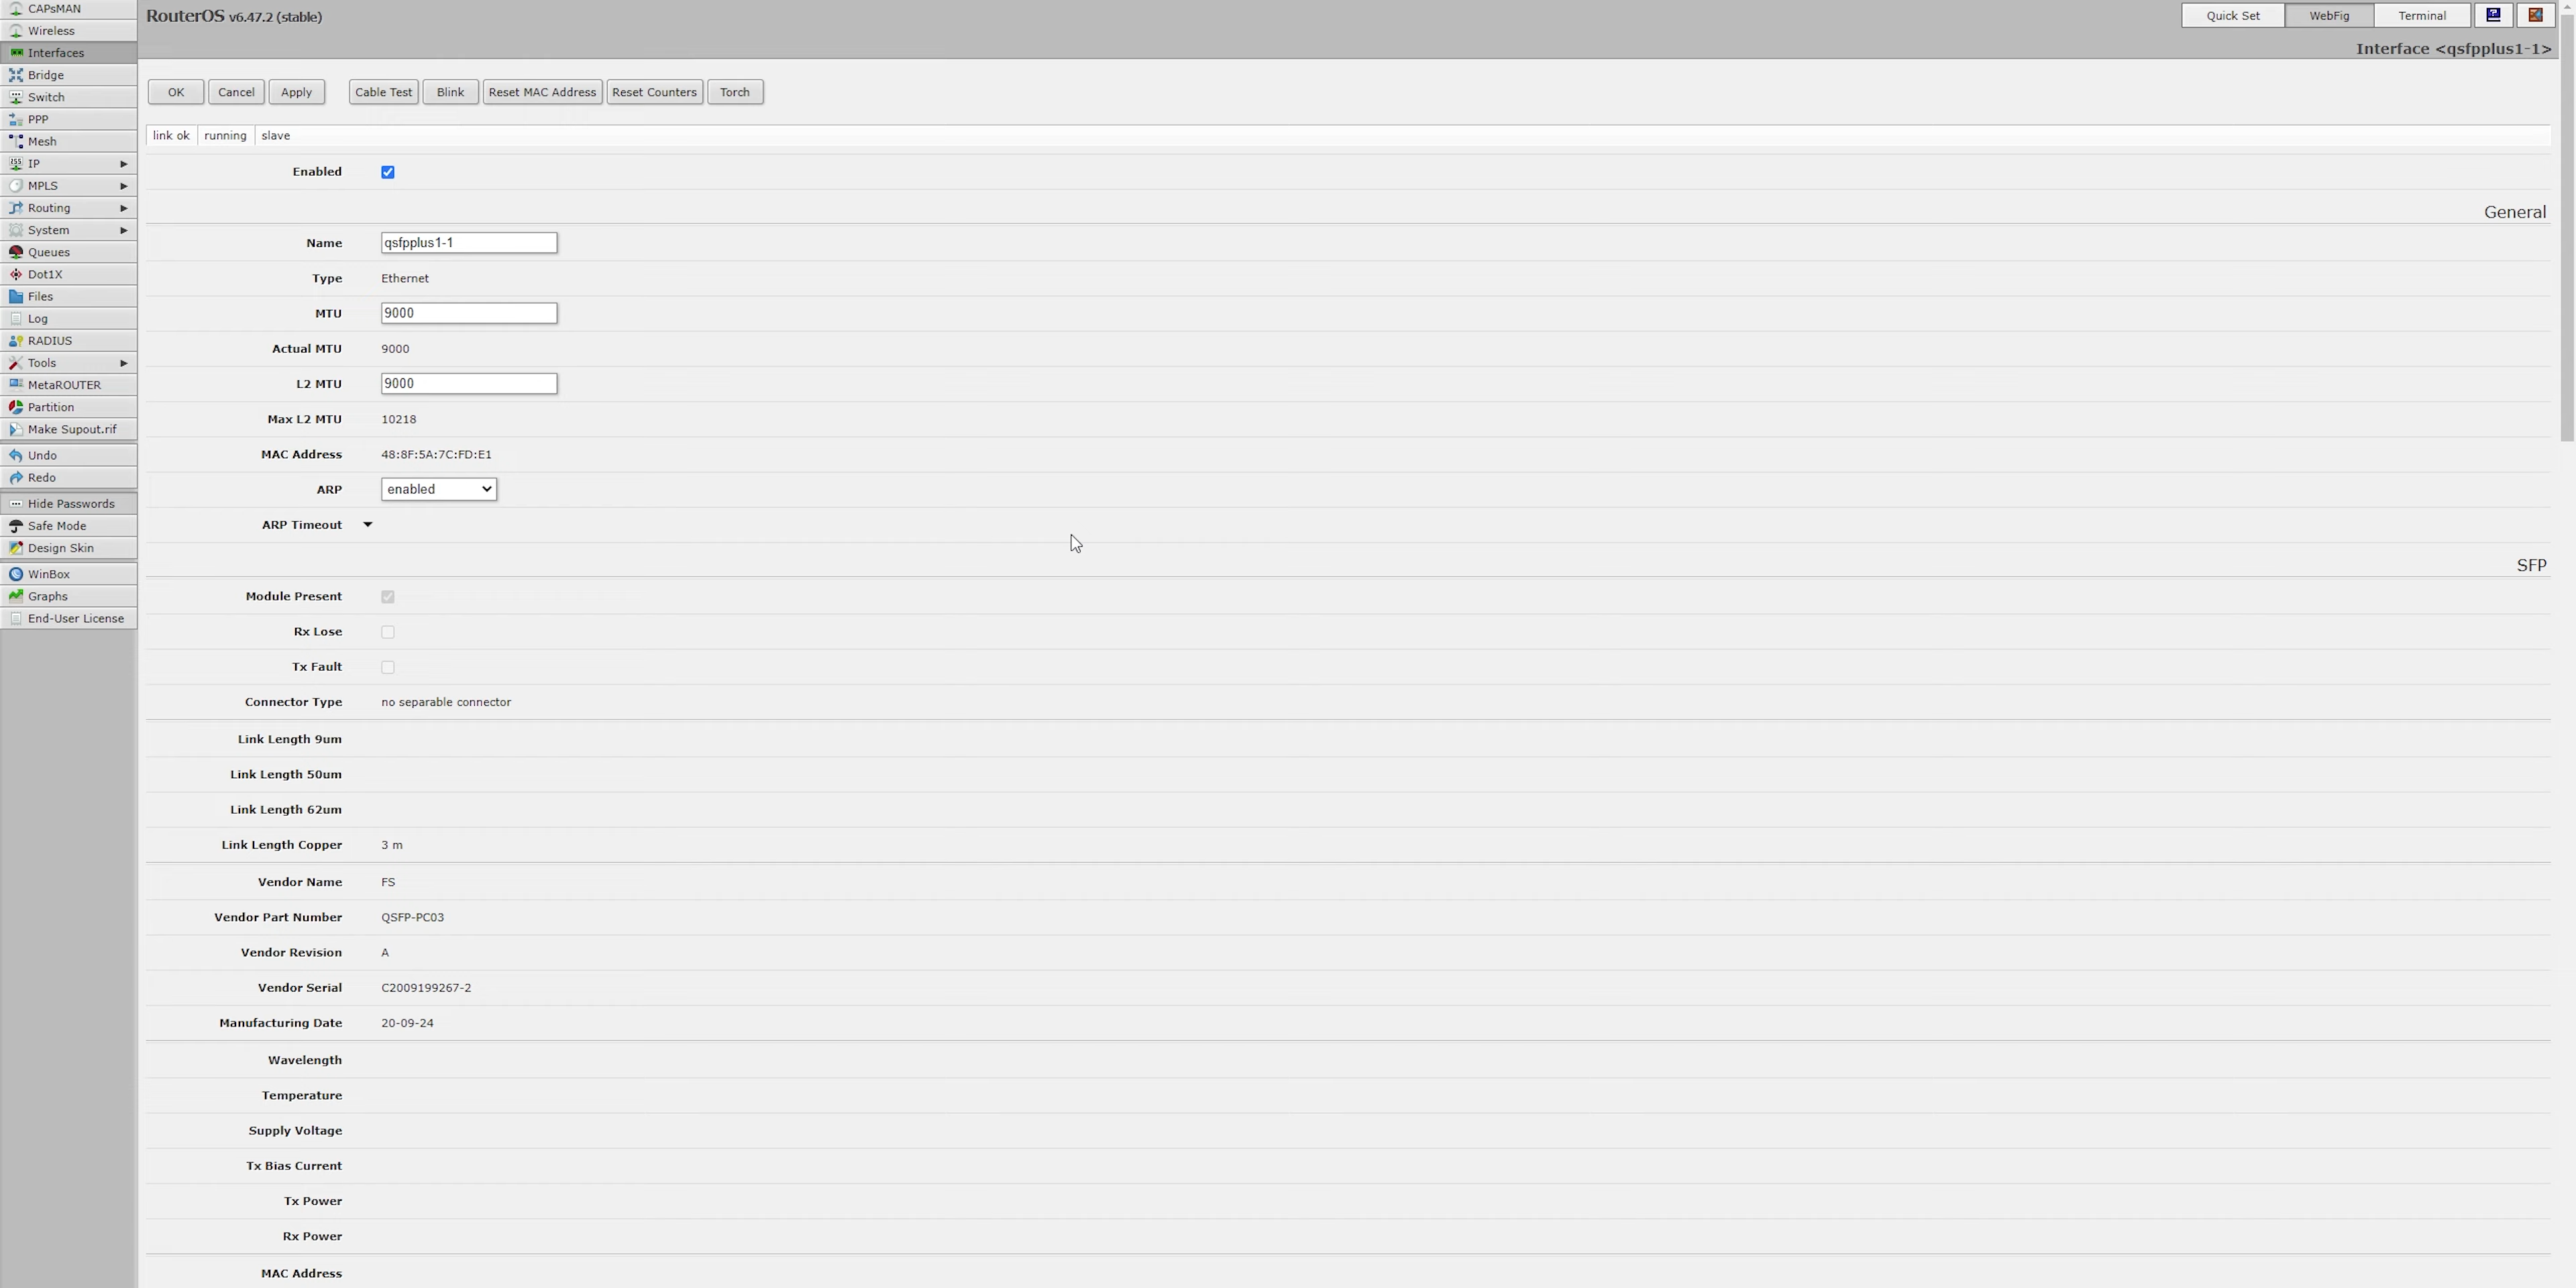 CAPsMAN
Wireless
Interfaces
Bridge
Switch
PPP
Mesh
IP
MPLS
Routing
System
Queues
Dot1X
Files
Log
RADIUS
Tools
MetaROUTER
Partition
Make Supout.rif
Undo
Redo
Hide Passwords
Safe Mode
Design Skin
WinBox
Graphs
End-User License
RouterOS v6.47.2 (stable)
Quick Set WebFig Terminal
Interface <qsfpplus1-1>
OK Cancel Apply Cable Test Blink Reset MAC Address Reset Counters Torch
link ok running slave
Enabled
General
Name qsfpplus1-1
Type Ethernet
MTU 9000
Actual MTU 9000
L2 MTU 9000
Max L2 MTU 10218
MAC Address 48:8F:5A:7C:FD:E1
ARP enabled
ARP Timeout
SFP
Module Present
Rx Lose
Tx Fault
Connector Type no separable connector
Link Length 9um
Link Length 50um
Link Length 62um
Link Length Copper 3 m
Vendor Name FS
Vendor Part Number QSFP-PC03
Vendor Revision A
Vendor Serial C2009199267-2
Manufacturing Date 20-09-24
Wavelength
Temperature
Supply Voltage
Tx Bias Current
Tx Power
Rx Power
MAC Address